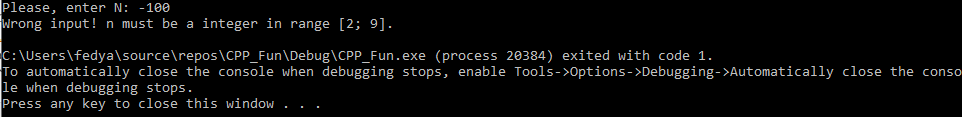 Please, enter N: -100
Wrong input! n must be a integer in range [2; 9].
C:\Users\fedya\source\repos\CPP_Fun\Debug\CPP_Fun.exe (process 20384) exited with code 1.
To automatically close the console when debugging stops, enable Tools->Options->Debugging->Automatically close the conso
le when debugging stops.
Press any key to close this window . . .